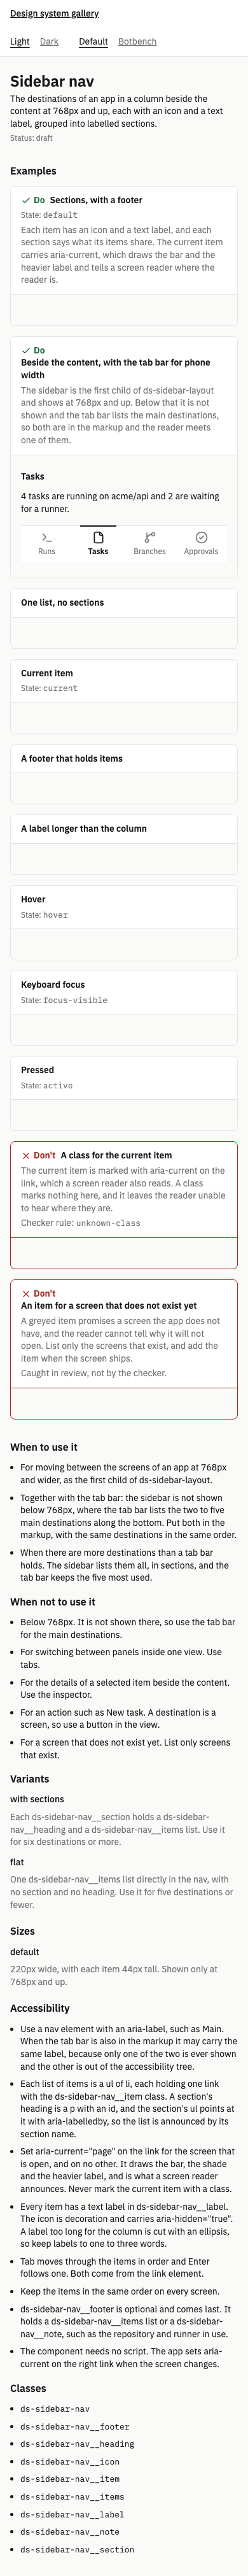 Design system gallery
Light Dark Default Botbench
Sidebar nav
The destinations of an app in a column beside the
content at 768px and up, each with an icon and a text
label, grouped into labelled sections.
Status: draft
Examples
Do Sections, with a footer
State: default
Each item has an icon and a text label, and each
section says what its items share. The current item
carries aria-current, which draws the bar and the
heavier label and tells a screen reader where the
reader is.
Do
Beside the content, with the tab bar for phone
width
The sidebar is the first child of ds-sidebar-layout
and shows at 768px and up. Below that it is not
shown and the tab bar lists the main destinations,
so both are in the markup and the reader meets
one of them.
Tasks
4 tasks are running on acme/api and 2 are waiting
for a runner.
Runs Tasks Branches Approvals
One list, no sections
Current item
State: current
A footer that holds items
A label longer than the column
Hover
State: hover
Keyboard focus
State: focus-visible
Pressed
State: active
Don't A class for the current item
The current item is marked with aria-current on the
link, which a screen reader also reads. A class
marks nothing here, and it leaves the reader unable
to hear where they are.
Checker rule: unknown-class
Don't
An item for a screen that does not exist yet
A greyed item promises a screen the app does not
have, and the reader cannot tell why it will not
open. List only the screens that exist, and add the
item when the screen ships.
Caught in review, not by the checker.
When to use it
For moving between the screens of an app at 768px
and wider, as the first child of ds-sidebar-layout.
Together with the tab bar: the sidebar is not shown
below 768px, where the tab bar lists the two to five
main destinations along the bottom. Put both in the
markup, with the same destinations in the same order.
When there are more destinations than a tab bar
holds. The sidebar lists them all, in sections, and the
tab bar keeps the five most used.
When not to use it
Below 768px. It is not shown there, so use the tab bar
for the main destinations.
For switching between panels inside one view. Use
tabs.
For the details of a selected item beside the content.
Use the inspector.
For an action such as New task. A destination is a
screen, so use a button in the view.
For a screen that does not exist yet. List only screens
that exist.
Variants
with sections
Each ds-sidebar-nav__section holds a ds-sidebar-
nav__heading and a ds-sidebar-nav__items list. Use it
for six destinations or more.
flat
One ds-sidebar-nav__items list directly in the nav, with
no section and no heading. Use it for five destinations or
fewer.
Sizes
default
220px wide, with each item 44px tall. Shown only at
768px and up.
Accessibility
Use a nav element with an aria-label, such as Main.
When the tab bar is also in the markup it may carry the
same label, because only one of the two is ever shown
and the other is out of the accessibility tree.
Each list of items is a ul of li, each holding one link
with the ds-sidebar-nav__item class. A section's
heading is a p with an id, and the section's ul points at
it with aria-labelledby, so the list is announced by its
section name.
Set aria-current="page" on the link for the screen that
is open, and on no other. It draws the bar, the shade
and the heavier label, and is what a screen reader
announces. Never mark the current item with a class.
Every item has a text label in ds-sidebar-nav__label.
The icon is decoration and carries aria-hidden="true".
A label too long for the column is cut with an ellipsis,
so keep labels to one to three words.
Tab moves through the items in order and Enter
follows one. Both come from the link element.
Keep the items in the same order on every screen.
ds-sidebar-nav__footer is optional and comes last. It
holds a ds-sidebar-nav__items list or a ds-sidebar-
nav__note, such as the repository and runner in use.
The component needs no script. The app sets aria-
current on the right link when the screen changes.
Classes
ds-sidebar-nav
ds-sidebar-nav__footer
ds-sidebar-nav__heading
ds-sidebar-nav__icon
ds-sidebar-nav__item
ds-sidebar-nav__items
ds-sidebar-nav__label
ds-sidebar-nav__note
ds-sidebar-nav__section